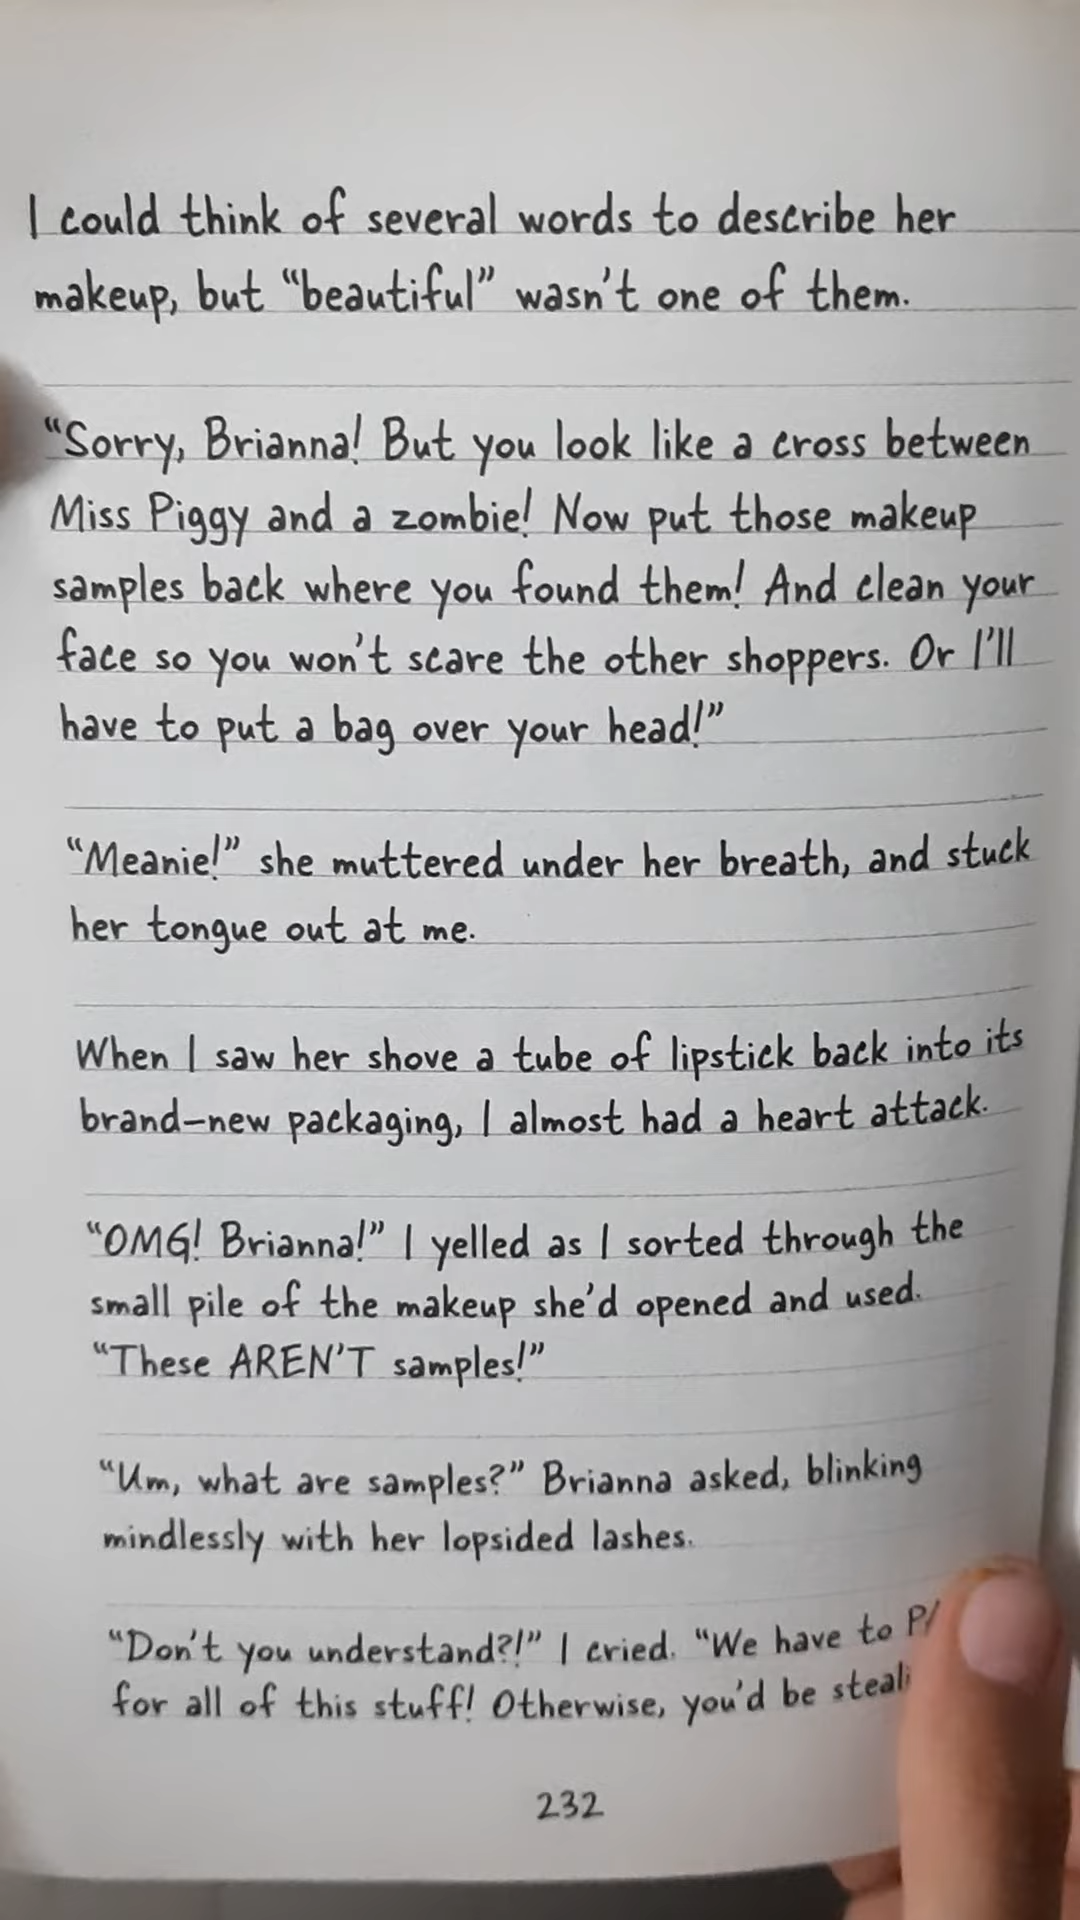 I could think of several words to describe her
makeup, but “beautiful” wasn't one of them.
“Sorry, Brianna! But you look like a cross between
Miss Piggy and a zombie! Now put those makeup
samples back where you found them! And clean your
face so you won't scare the other shoppers. Or I'll
have to put a bag over your head!”
“Meanie!” she muttered under her breath, and stuck
her tongue out at me.
When I saw her shove a tube of lipstick back into its
brand-new packaging, I almost had a heart attack.
“OMG! Brianna!” I yelled as I sorted through the
small pile of the makeup she'd opened and used.
“These AREN'T samples!”
“Um, what are samples?” Brianna asked, blinking
mindlessly with her lopsided lashes.
“Don't you understand?!” I cried. “We have to
for all of this stuff! Otherwise, you'd be
232